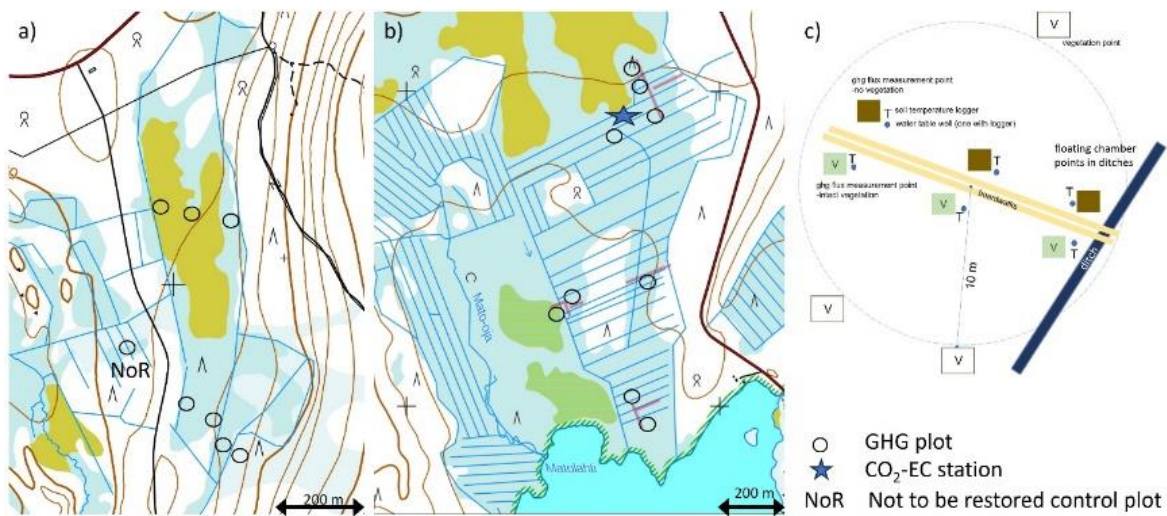 a)
NoR
200 m
b)
Mato-oja
Matolahti
200 m
c)
V
vegetation point
ghg flux measurement point
-no vegetation
T soil temperature logger
water table well (one with logger)
floating chamber
points in ditches
V
T
T
T
ghg flux measurement point
-intact vegetation
V
T
boardwalks
V
T
ditch
10 m
V
V
GHG plot
CO₂-EC station
NoR Not to be restored control plot